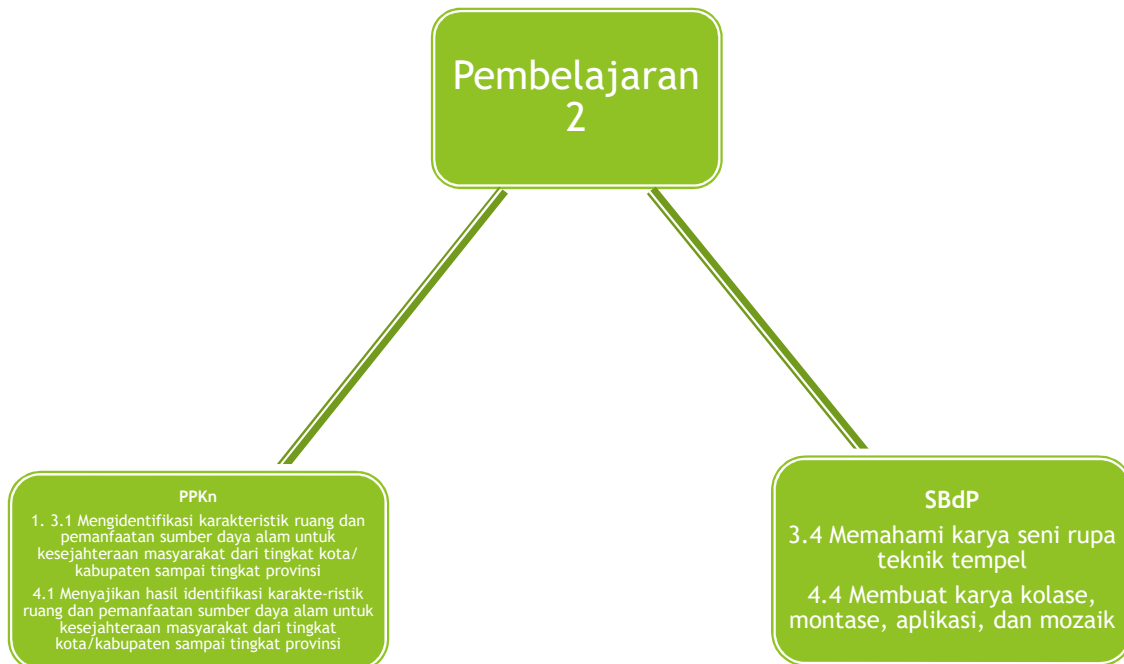 Pembelajaran
2
PPKn
1. 3.1 Mengidentifikasi karakteristik ruang dan
pemanfaatan sumber daya alam untuk
kesejahteraan masyarakat dari tingkat kota/
kabupaten sampai tingkat provinsi
4.1 Menyajikan hasil identifikasi karakte-ristik
ruang dan pemanfaatan sumber daya alam untuk
kesejahteraan masyarakat dari tingkat
kota/kabupaten sampai tingkat provinsi
SBdP
3.4 Memahami karya seni rupa
teknik tempel
4.4 Membuat karya kolase,
montase, aplikasi, dan mozaik